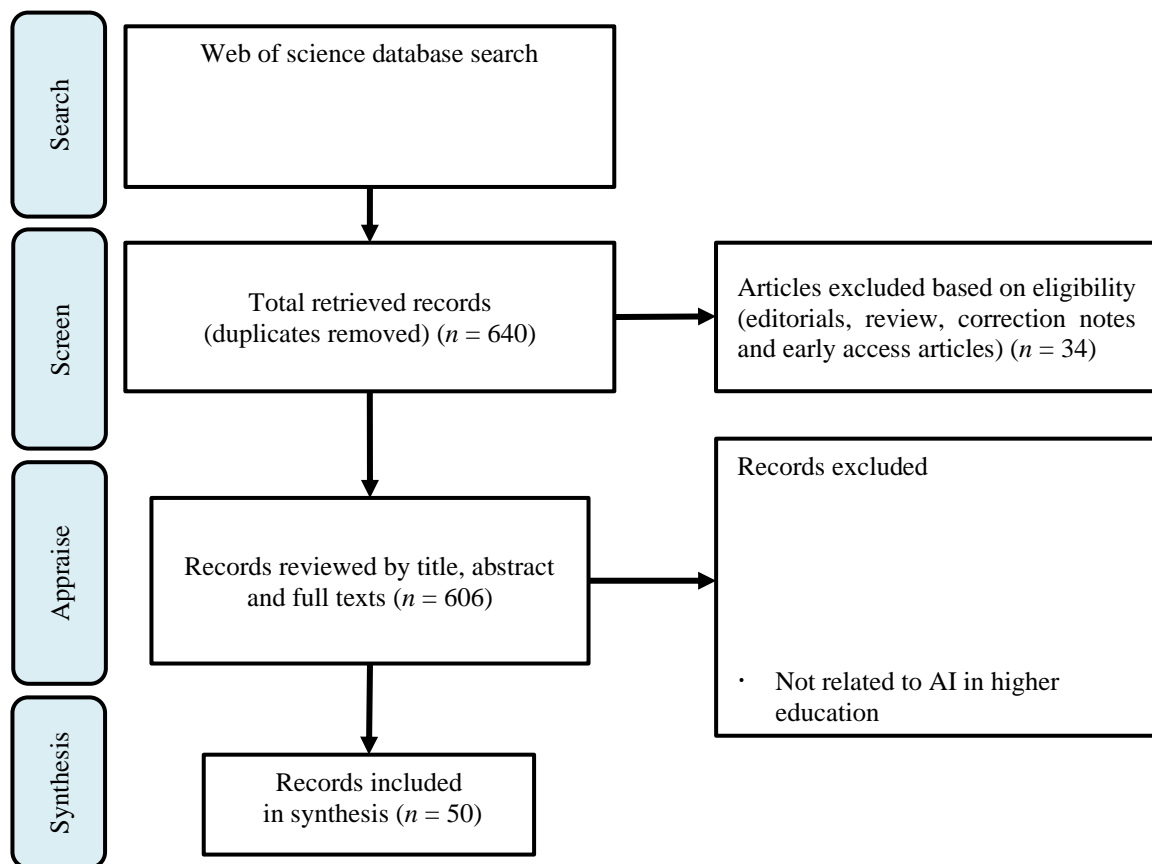 Search
Web of science database search
Screen
Total retrieved records
(duplicates removed) (n = 640)
Articles excluded based on eligibility
(editorials, review, correction notes
and early access articles) (n = 34)
Appraise
Records reviewed by title, abstract
and full texts (n = 606)
Records excluded
· Not related to AI in higher
education
Synthesis
Records included
in synthesis (n = 50)